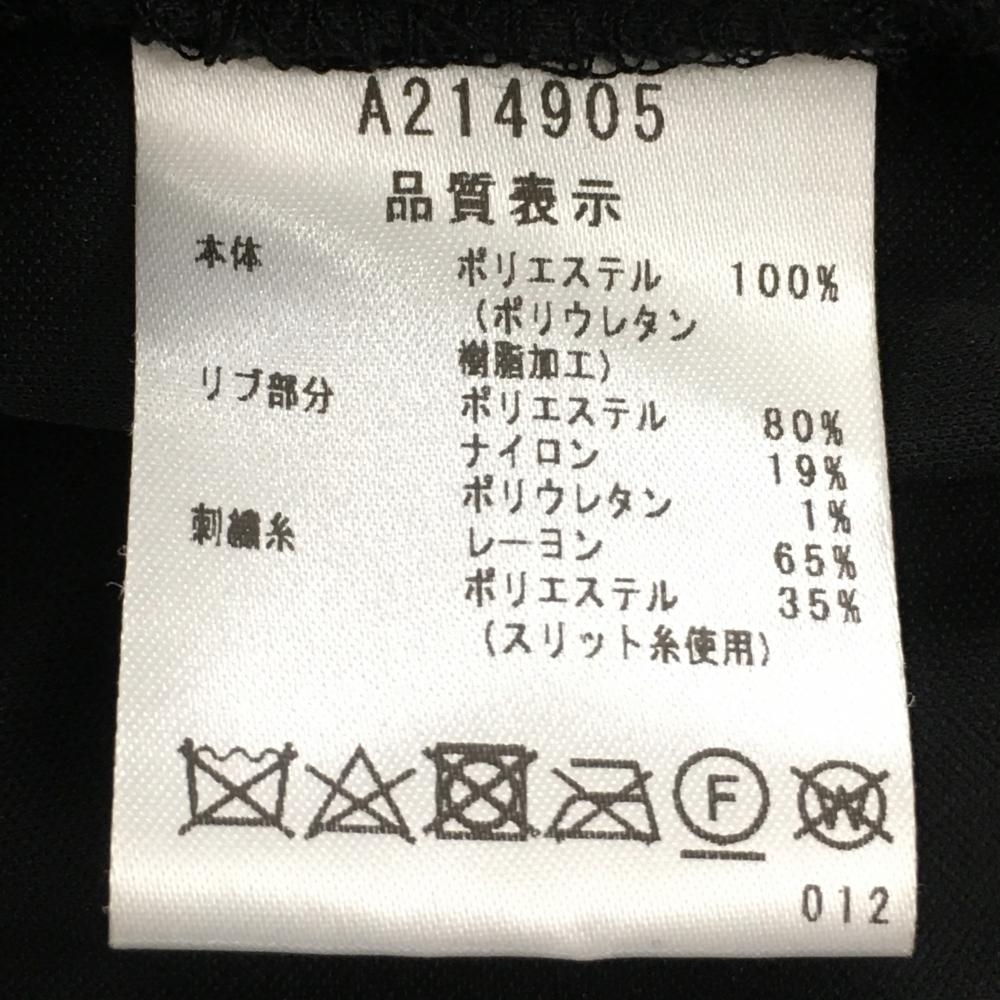 A214905
品質表示
本体 ポリエステル 100%
(ポリウレタン
樹脂加工)
リブ部分 ポリエステル 80%
ナイロン 19%
ポリウレタン 1%
刺繍糸 レーヨン 65%
ポリエステル 35%
(スリット糸使用)
F W
012